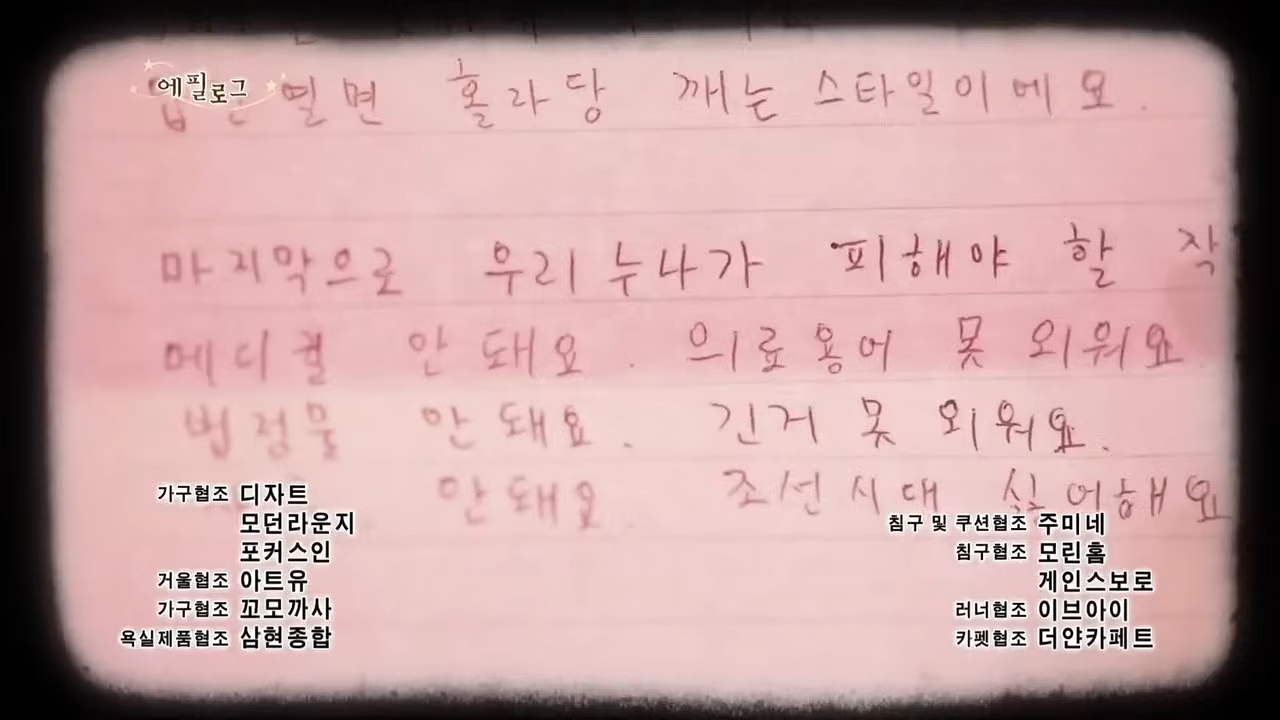 에필로그
열면 홀라당 깨는 스타일이에요.
마지막으로 우리 누나가 피해야 할 작
메디컬 안돼요. 의료용어 못 외워요
법정물 안돼요. 긴거 못 외워요.
안돼요. 조선시대 싫어해요
가구협조 디자트
모던라운지
포커스인
거울협조 아트유
가구협조 꼬모까사
욕실제품협조 삼현종합
침구 및 쿠션협조 주미네
침구협조 모린홈
게인스보로
러너협조 이브아이
카펫협조 더얀카페트